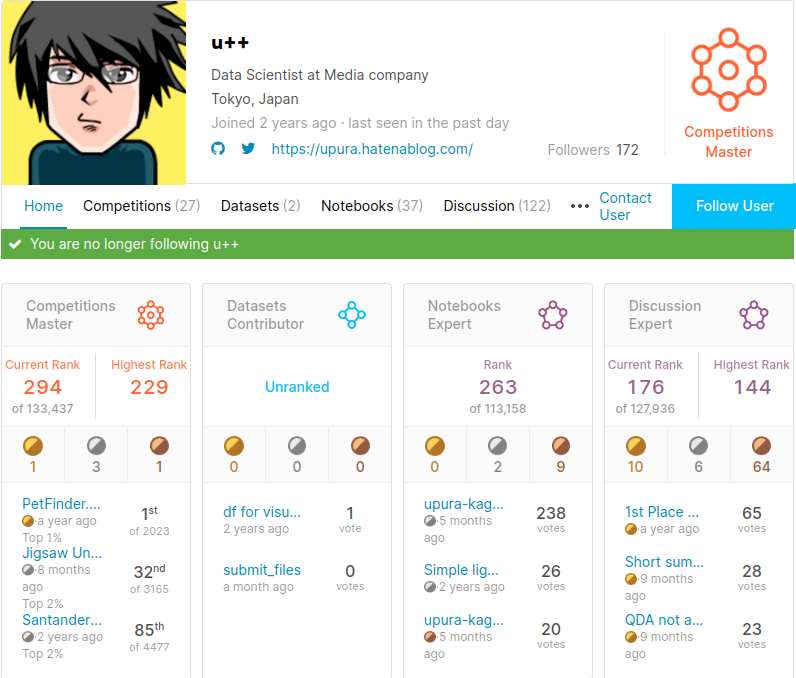 u++
Data Scientist at Media company
Tokyo, Japan
Joined 2 years ago · last seen in the past day
https://upura.hatenablog.com/
Followers 172
Competitions
Master
Home
Competitions (27)
Datasets (2)
Notebooks (37)
Discussion (122)
•••
Contact
User
Follow User
You are no longer following u++
Competitions
Master
Current Rank
294
of 133,437
Highest Rank
229
1
3
1
PetFinder....
·a year ago
Top 1%
1st
of 2023
Jigsaw Un...
·8 months
ago
Top 2%
32nd
of 3165
Santander...
·2 years ago
Top 2%
85th
of 4477
Datasets
Contributor
Unranked
0
0
0
df for visu...
2 years ago
1
vote
submit_files
a month ago
0
votes
Notebooks
Expert
Rank
263
of 113,158
0
2
9
upura-kag...
·5 months
ago
238
votes
Simple lig...
·2 years ago
26
votes
upura-kag...
·5 months
ago
20
votes
Discussion
Expert
Current Rank
176
of 127,936
Highest Rank
144
10
6
64
1st Place ...
·a year ago
65
votes
Short sum...
·9 months
ago
28
votes
QDA not a...
·9 months
ago
23
votes